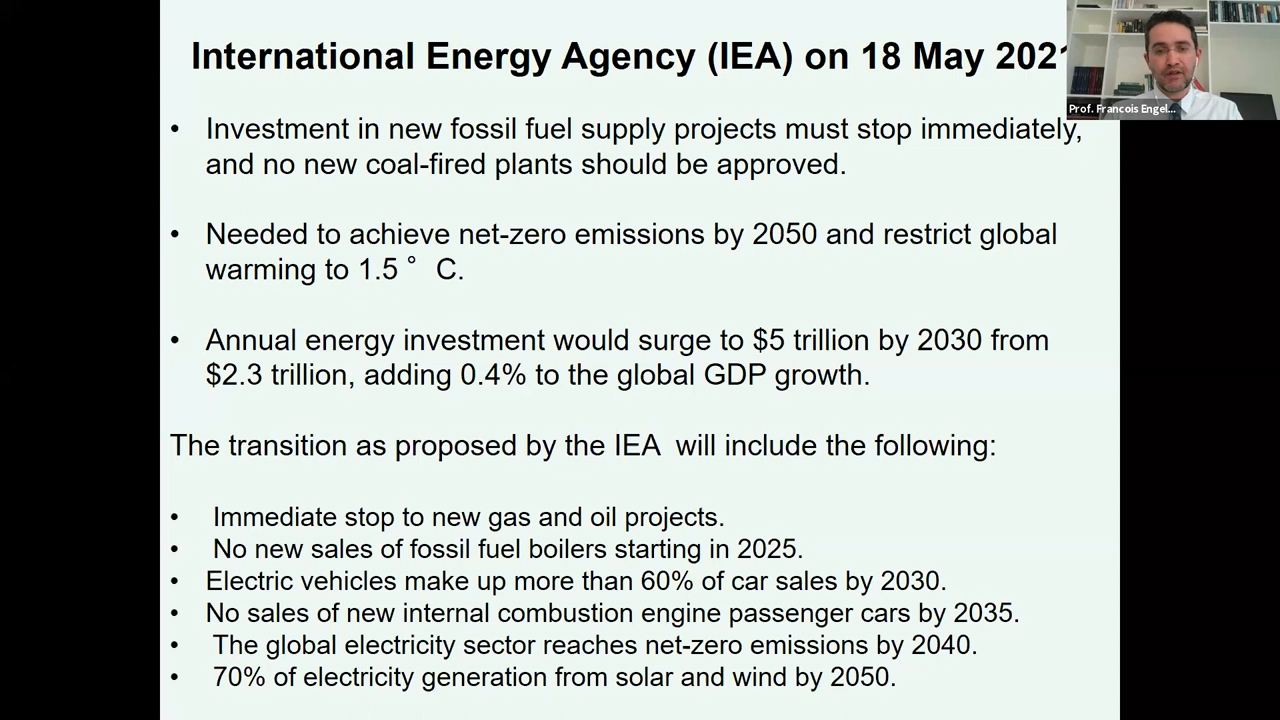 International Energy Agency (IEA) on 18 May 2021
Prof. Francois Engel...
• Investment in new fossil fuel supply projects must stop immediately,
and no new coal-fired plants should be approved.
• Needed to achieve net-zero emissions by 2050 and restrict global
warming to 1.5 ° C.
• Annual energy investment would surge to $5 trillion by 2030 from
$2.3 trillion, adding 0.4% to the global GDP growth.
The transition as proposed by the IEA will include the following:
• Immediate stop to new gas and oil projects.
• No new sales of fossil fuel boilers starting in 2025.
• Electric vehicles make up more than 60% of car sales by 2030.
• No sales of new internal combustion engine passenger cars by 2035.
• The global electricity sector reaches net-zero emissions by 2040.
• 70% of electricity generation from solar and wind by 2050.